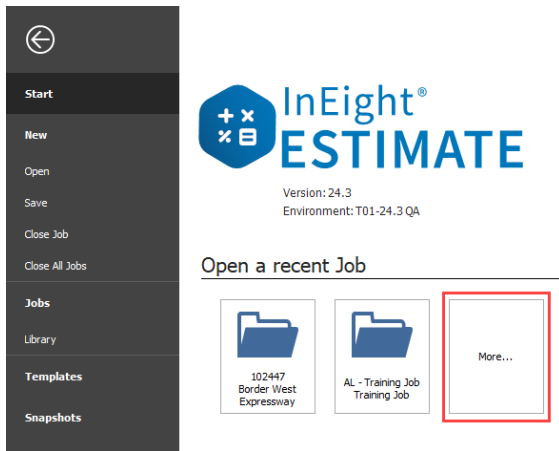 Start
New
Open
Save
Close Job
Close All Jobs
Jobs
Library
Templates
Snapshots
InEight®
ESTIMATE
Version: 24.3
Environment: T01-24.3 QA
Open a recent Job
102447
Border West
Expressway
AL - Training Job
Training Job
More...